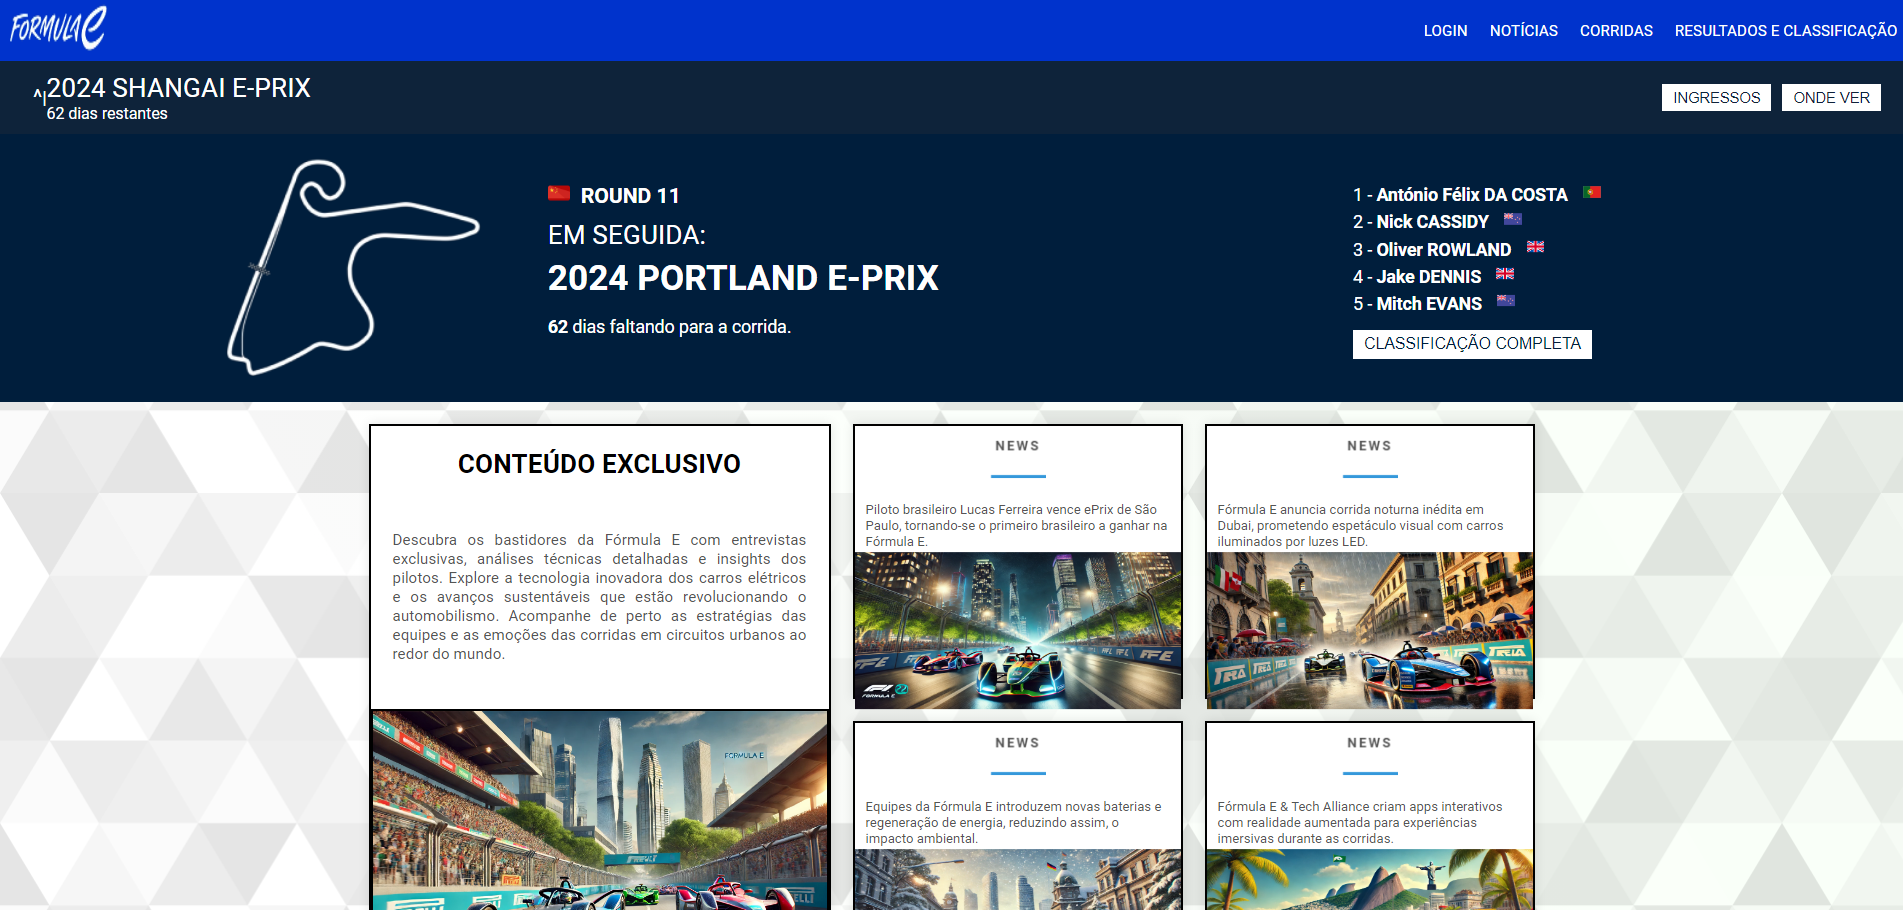 FORMULA E
LOGIN NOTÍCIAS CORRIDAS RESULTADOS E CLASSIFICAÇÃO
^| 2024 SHANGAI E-PRIX
62 dias restantes
INGRESSOS ONDE VER
ROUND 11
EM SEGUIDA:
2024 PORTLAND E-PRIX
62 dias faltando para a corrida.
1 - António Félix DA COSTA
2 - Nick CASSIDY
3 - Oliver ROWLAND
4 - Jake DENNIS
5 - Mitch EVANS
CLASSIFICAÇÃO COMPLETA
CONTEÚDO EXCLUSIVO
Descubra os bastidores da Fórmula E com entrevistas
exclusivas, análises técnicas detalhadas e insights dos
pilotos. Explore a tecnologia inovadora dos carros elétricos
e os avanços sustentáveis que estão revolucionando o
automobilismo. Acompanhe de perto as estratégias das
equipes e as emoções das corridas em circuitos urbanos ao
redor do mundo.
FORMULA E
NEWS
Piloto brasileiro Lucas Ferreira vence ePrix de São
Paulo, tornando-se o primeiro brasileiro a ganhar na
Fórmula E.
FORMULA E
NEWS
Fórmula E anuncia corrida noturna inédita em
Dubai, prometendo espetáculo visual com carros
iluminados por luzes LED.
NEWS
Equipes da Fórmula E introduzem novas baterias e
regeneração de energia, reduzindo assim, o
impacto ambiental.
NEWS
Fórmula E & Tech Alliance criam apps interativos
com realidade aumentada para experiências
imersivas durante as corridas.